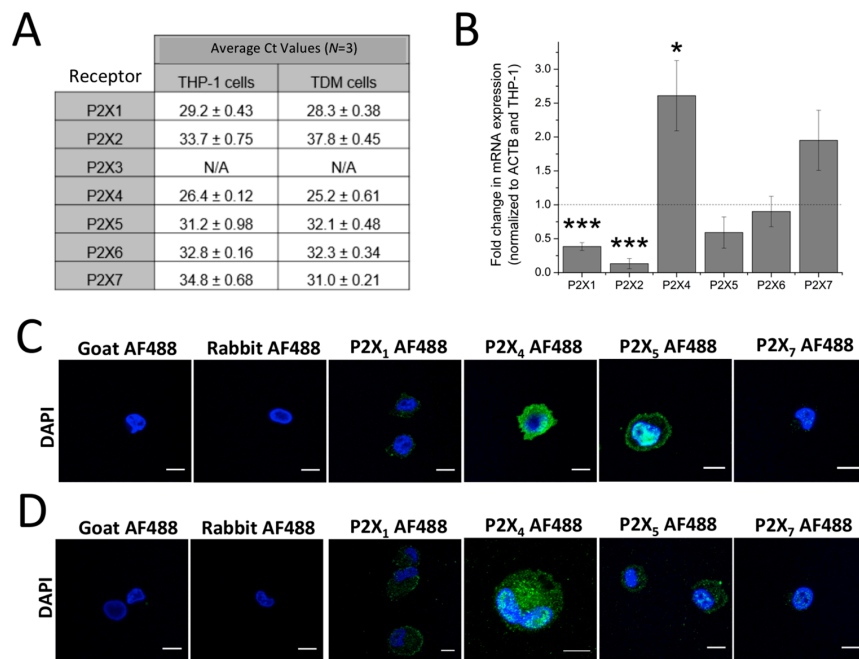 A
Average Ct Values (N=3)
Receptor THP-1 cells TDM cells
P2X1 29.2 ± 0.43 28.3 ± 0.38
P2X2 33.7 ± 0.75 37.8 ± 0.45
P2X3 N/A N/A
P2X4 26.4 ± 0.12 25.2 ± 0.61
P2X5 31.2 ± 0.98 32.1 ± 0.48
P2X6 32.8 ± 0.16 32.3 ± 0.34
P2X7 34.8 ± 0.68 31.0 ± 0.21
B
Fold change in mRNA expression
(normalized to ACTB and THP-1)
3.0
2.5
2.0
1.5
1.0
0.5
0.0
*** *** *
P2X1 P2X2 P2X4 P2X5 P2X6 P2X7
C
Goat AF488 Rabbit AF488 P2X₁ AF488 P2X₄ AF488 P2X₅ AF488 P2X₇ AF488
DAPI
D
Goat AF488 Rabbit AF488 P2X₁ AF488 P2X₄ AF488 P2X₅ AF488 P2X₇ AF488
DAPI